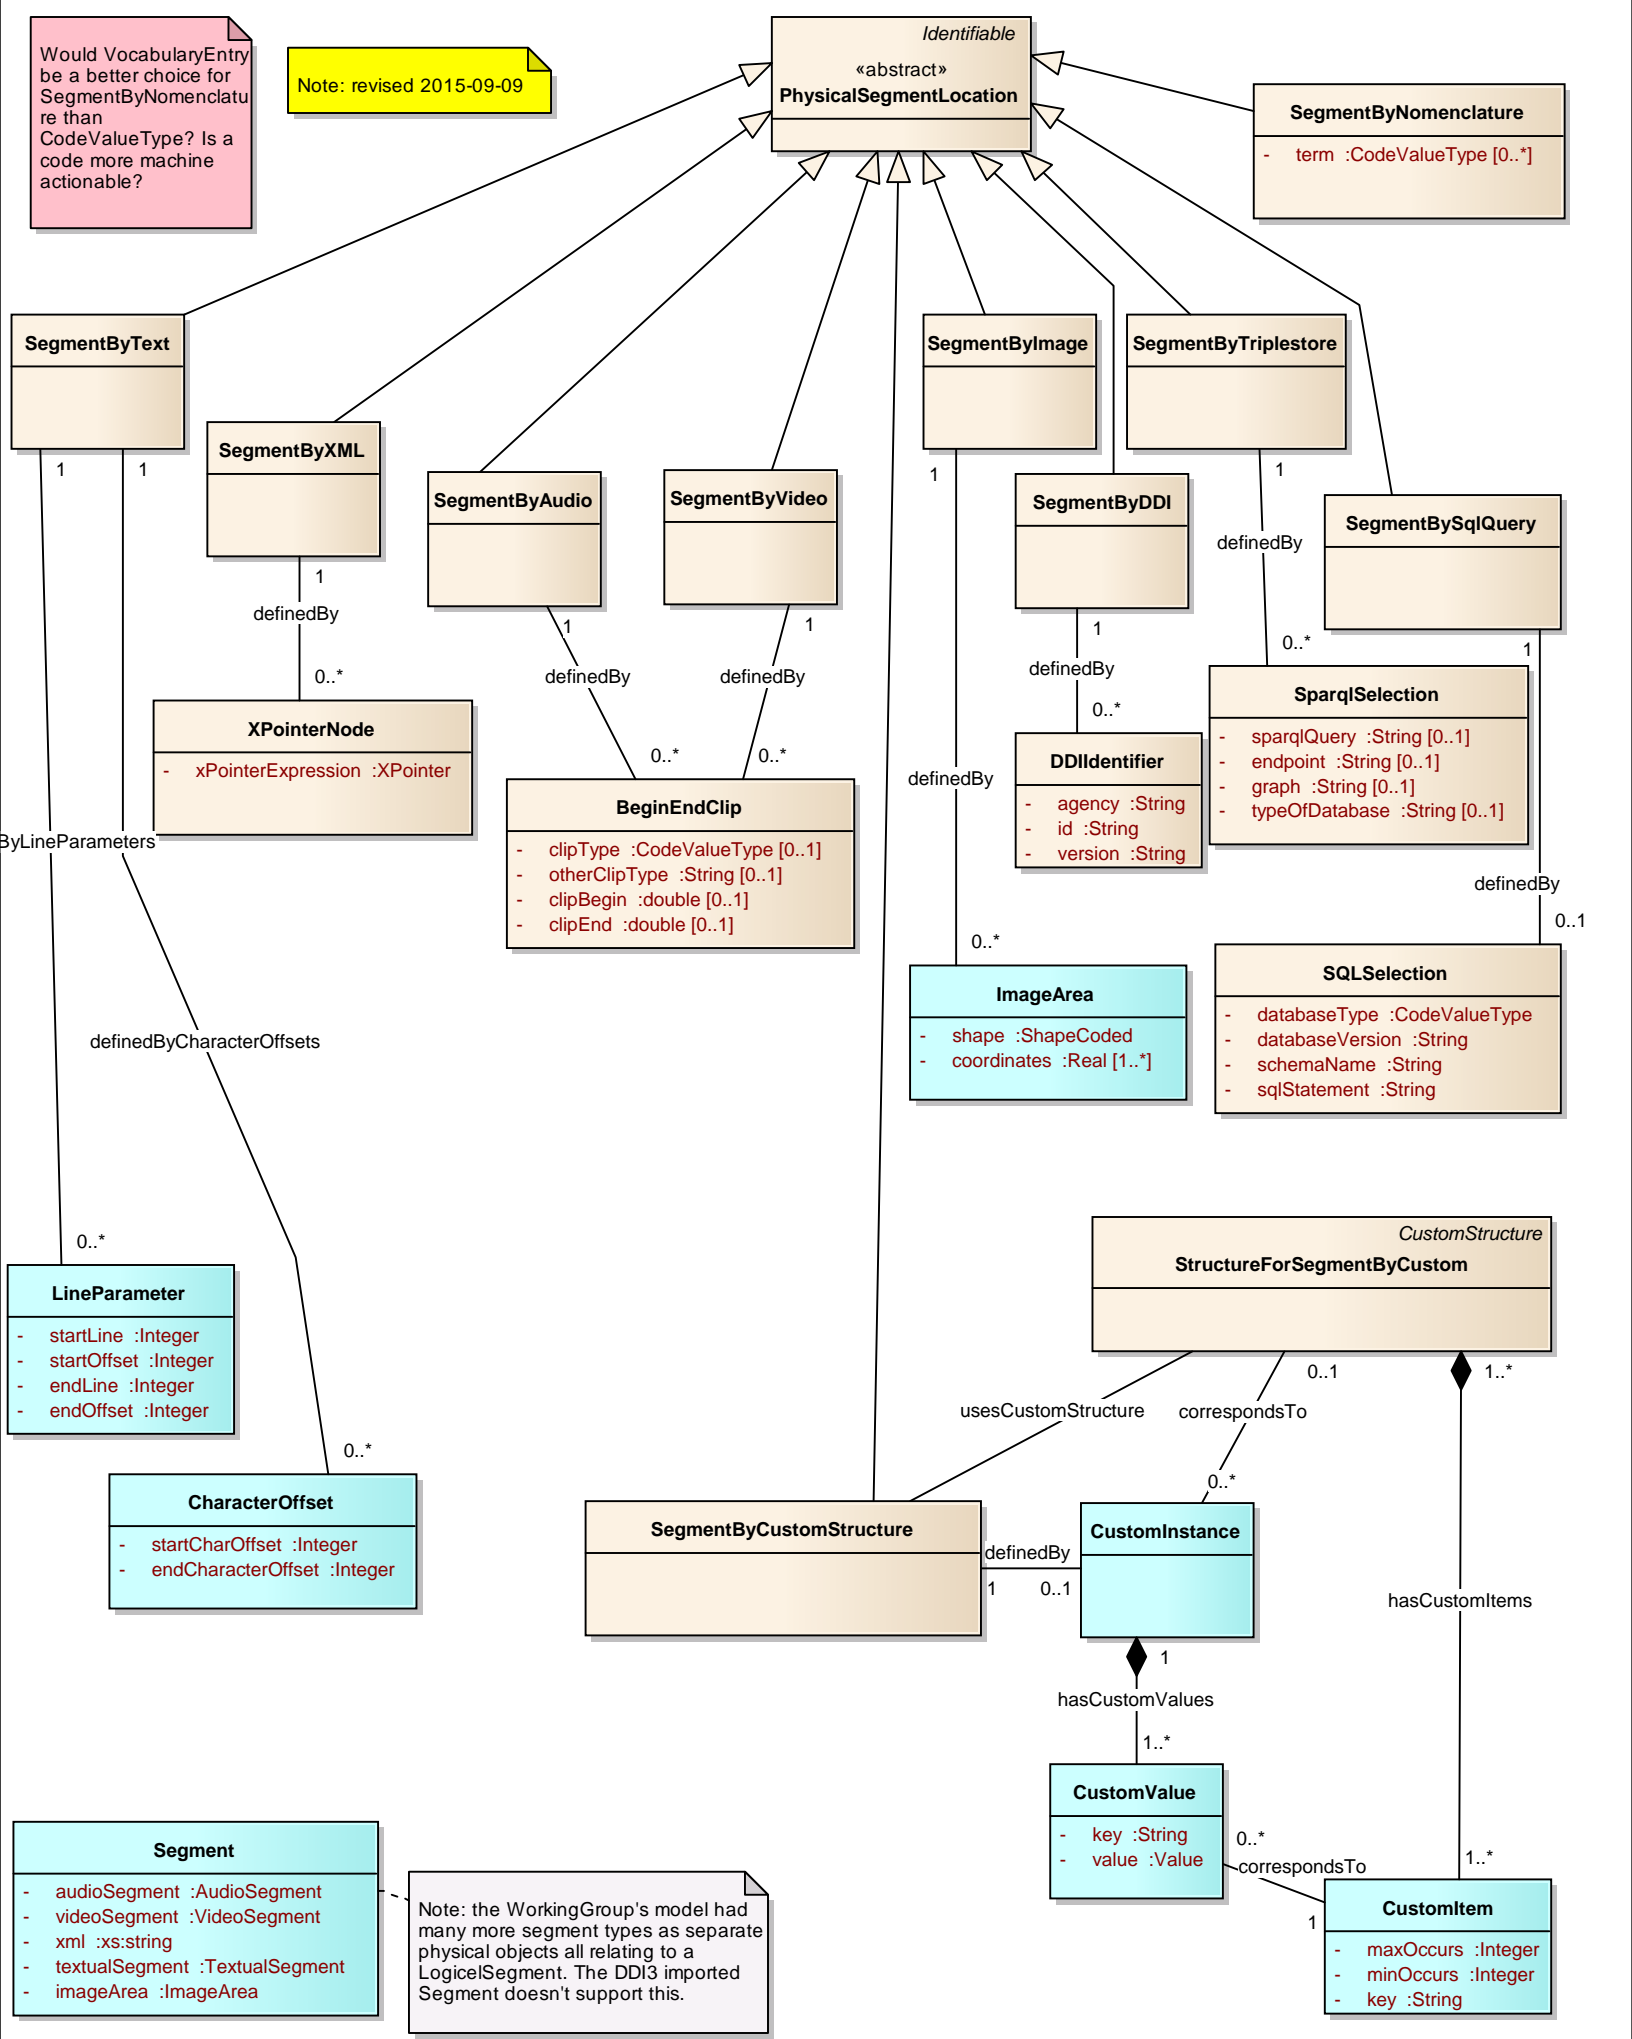 Would VocabularyEntry
be a better choice for
SegmentByNomenclatu
re than
CodeValueType? Is a
code more machine
actionable?
Note: revised 2015-09-09
Identifiable
«abstract»
PhysicalSegmentLocation
SegmentByNomenclature
- term :CodeValueType [0..*]
SegmentByText
1
1
SegmentByXML
1
definedBy
0..*
SegmentByAudio
1
definedBy
0..*
SegmentByVideo
1
definedBy
0..*
SegmentByImage
1
definedBy
0..*
SegmentByDDI
1
definedBy
0..*
SegmentByTriplestore
1
definedBy
0..*
SegmentBySqlQuery
1
definedBy
0..1
XPointerNode
- xPointerExpression :XPointer
BeginEndClip
- clipType :CodeValueType [0..1]
- otherClipType :String [0..1]
- clipBegin :double [0..1]
- clipEnd :double [0..1]
DDIIdentifier
- agency :String
- id :String
- version :String
SparqlSelection
- sparqlQuery :String [0..1]
- endpoint :String [0..1]
- graph :String [0..1]
- typeOfDatabase :String [0..1]
ByLineParameters
0..*
definedByCharacterOffsets
0..*
ImageArea
- shape :ShapeCoded
- coordinates :Real [1..*]
SQLSelection
- databaseType :CodeValueType
- databaseVersion :String
- schemaName :String
- sqlStatement :String
LineParameter
- startLine :Integer
- startOffset :Integer
- endLine :Integer
- endOffset :Integer
CharacterOffset
- startCharOffset :Integer
- endCharacterOffset :Integer
CustomStructure
StructureForSegmentByCustom
usesCustomStructure
0..1
correspondsTo
0..*
1..*
hasCustomItems
1..*
SegmentByCustomStructure
definedBy
1
0..1
CustomInstance
1
hasCustomValues
1..*
CustomValue
- key :String
- value :Value
0..*
correspondsTo
1
CustomItem
- maxOccurs :Integer
- minOccurs :Integer
- key :String
Segment
- audioSegment :AudioSegment
- videoSegment :VideoSegment
- xml :xs:string
- textualSegment :TextualSegment
- imageArea :ImageArea
Note: the WorkingGroup's model had
many more segment types as separate
physical objects all relating to a
LogicelSegment. The DDI3 imported
Segment doesn't support this.